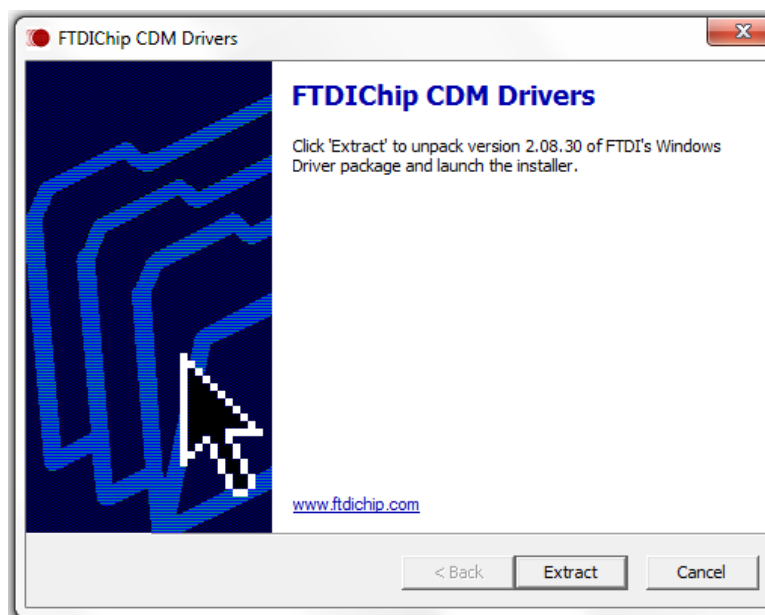 FTDIChip CDM Drivers
FTDIChip CDM Drivers
Click 'Extract' to unpack version 2.08.30 of FTDI's Windows
Driver package and launch the installer.
www.ftdichip.com
< Back Extract Cancel